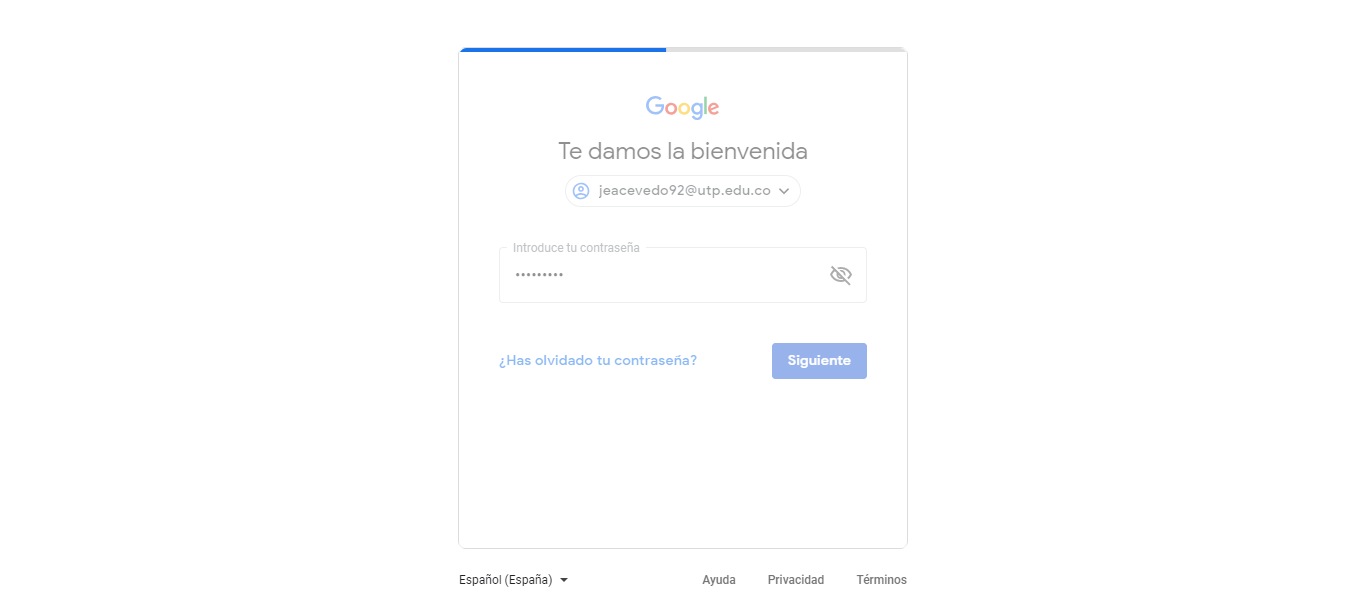 Google
Te damos la bienvenida
jeacevedo92@utp.edu.co
Introduce tu contraseña
•••••••••
¿Has olvidado tu contraseña?
Siguiente
Español (España)
Ayuda
Privacidad
Términos